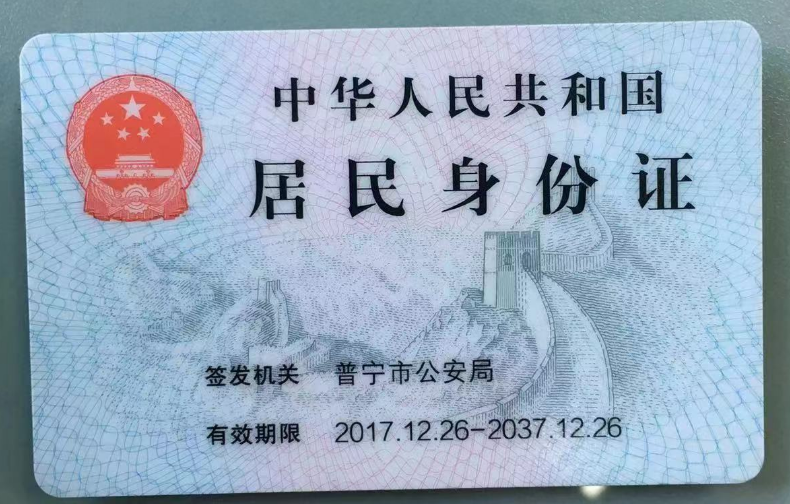 中华人民共和国
居民身份证
签发机关 普宁市公安局
有效期限 2017.12.26-2037.12.26